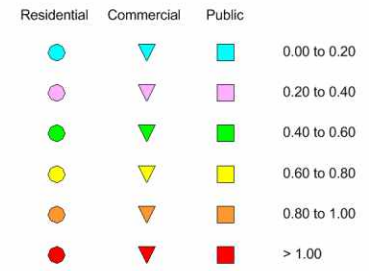 Residential Commercial Public
0.00 to 0.20
0.20 to 0.40
0.40 to 0.60
0.60 to 0.80
0.80 to 1.00
> 1.00